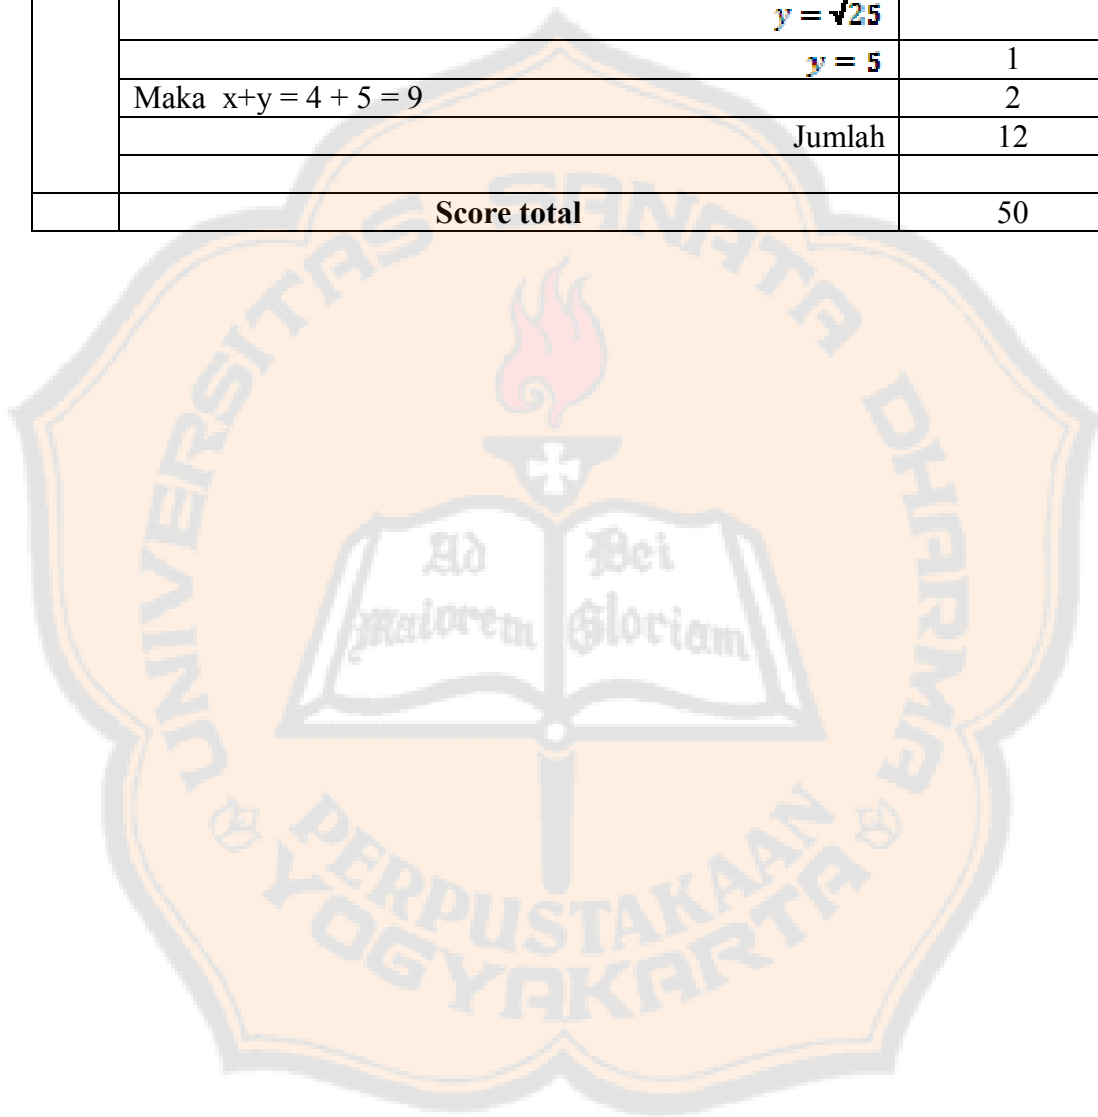 y = √25
y = 5 1
Maka x+y = 4 + 5 = 9 2
Jumlah 12
Score total 50
UNIVERSITAS SANATA DHARMA
Ad Dei
Maiorem Gloriam
PERPUSTAKAAN
YOGYAKARTA